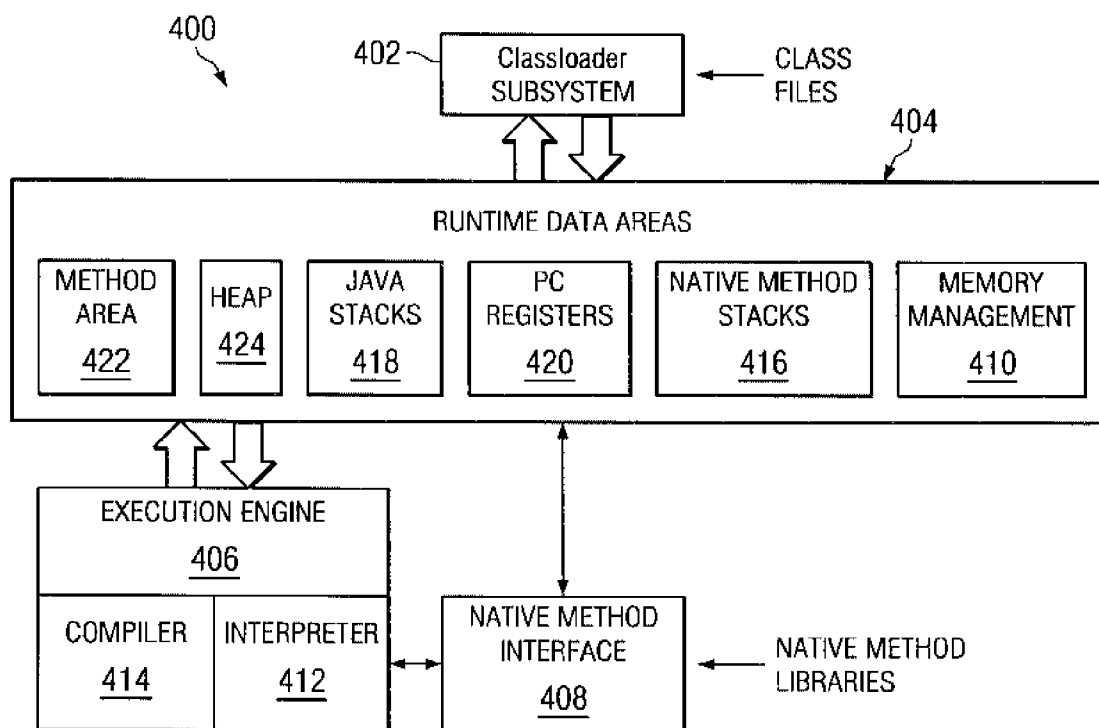 400
402
Classloader
SUBSYSTEM
CLASS
FILES
404
RUNTIME DATA AREAS
METHOD
AREA
422
HEAP
424
JAVA
STACKS
418
PC
REGISTERS
420
NATIVE METHOD
STACKS
416
MEMORY
MANAGEMENT
410
EXECUTION ENGINE
406
COMPILER
414
INTERPRETER
412
NATIVE METHOD
INTERFACE
408
NATIVE METHOD
LIBRARIES